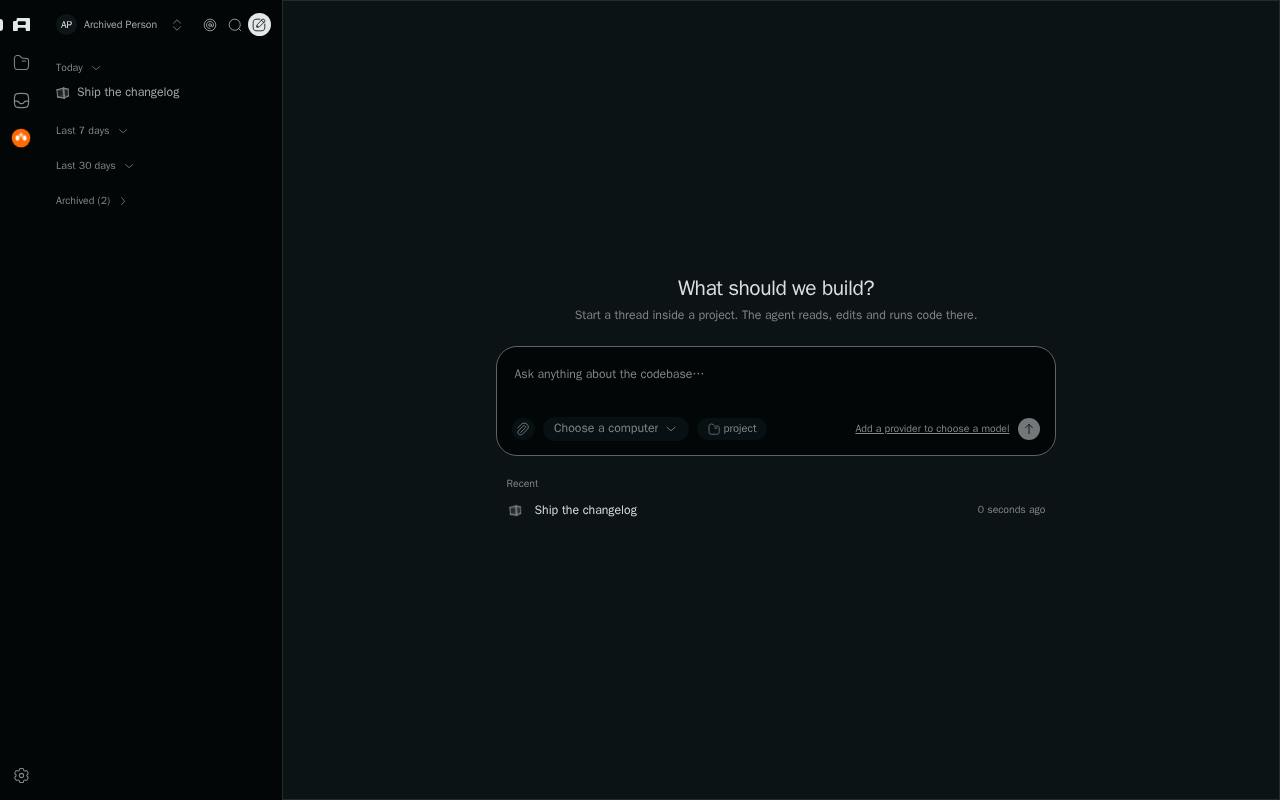 AP Archived Person
Today
Ship the changelog
Last 7 days
Last 30 days
Archived (2)
What should we build?
Start a thread inside a project. The agent reads, edits and runs code there.
Ask anything about the codebase···
Choose a computer
project
Add a provider to choose a model
Recent
Ship the changelog
0 seconds ago